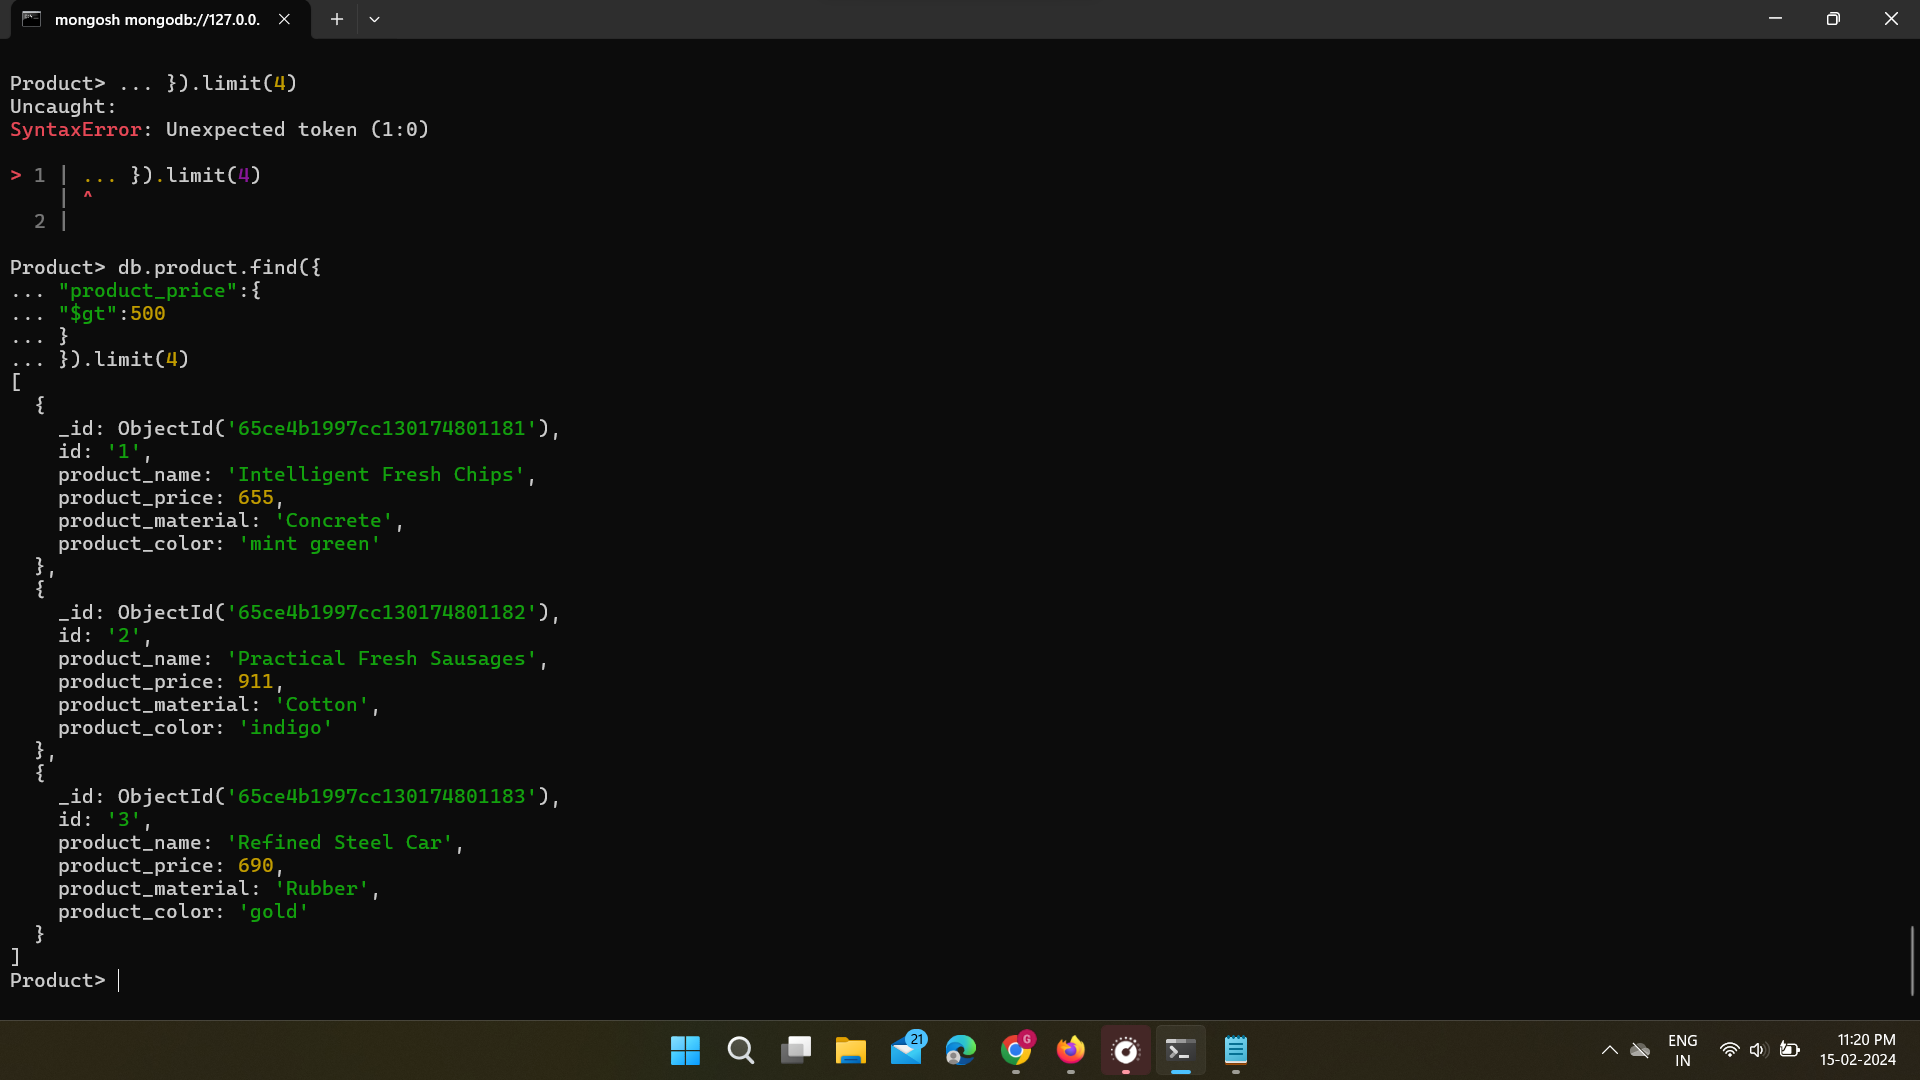 mongosh mongodb://127.0.0.
Product> ... }).limit(4)
Uncaught:
SyntaxError: Unexpected token (1:0)
> 1 | ... }).limit(4)
| ^
2 |
Product> db.product.find({
... "product_price":{
... "$gt":500
... }
... }).limit(4)
[
{
_id: ObjectId('65ce4b1997cc130174801181'),
id: '1',
product_name: 'Intelligent Fresh Chips',
product_price: 655,
product_material: 'Concrete',
product_color: 'mint green'
},
{
_id: ObjectId('65ce4b1997cc130174801182'),
id: '2',
product_name: 'Practical Fresh Sausages',
product_price: 911,
product_material: 'Cotton',
product_color: 'indigo'
},
{
_id: ObjectId('65ce4b1997cc130174801183'),
id: '3',
product_name: 'Refined Steel Car',
product_price: 690,
product_material: 'Rubber',
product_color: 'gold'
}
]
Product>
21
G
ENG
IN
11:20 PM
15-02-2024